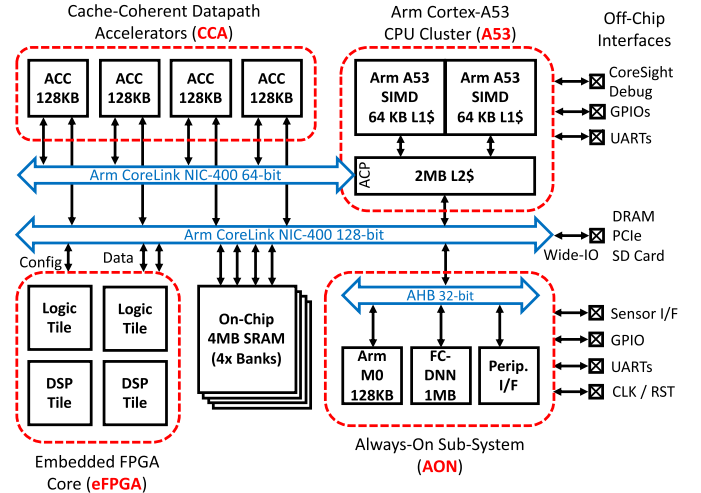 Cache-Coherent Datapath
Accelerators (CCA)
Arm Cortex-A53
CPU Cluster (A53)
Off-Chip
Interfaces
ACC
128KB
ACC
128KB
ACC
128KB
ACC
128KB
Arm A53
SIMD
64 KB L1$
Arm A53
SIMD
64 KB L1$
CoreSight
Debug
GPIOs
UARTs
ACP
2MB L2$
Arm CoreLink NIC-400 64-bit
Arm CoreLink NIC-400 128-bit
DRAM
PCIe
SD Card
Wide-IO
Config
Data
Logic
Tile
Logic
Tile
DSP
Tile
DSP
Tile
On-Chip
4MB SRAM
(4x Banks)
AHB 32-bit
Arm
M0
128KB
FC-
DNN
1MB
Perip.
I/F
Sensor I/F
GPIO
UARTs
CLK / RST
Embedded FPGA
Core (eFPGA)
Always-On Sub-System
(AON)